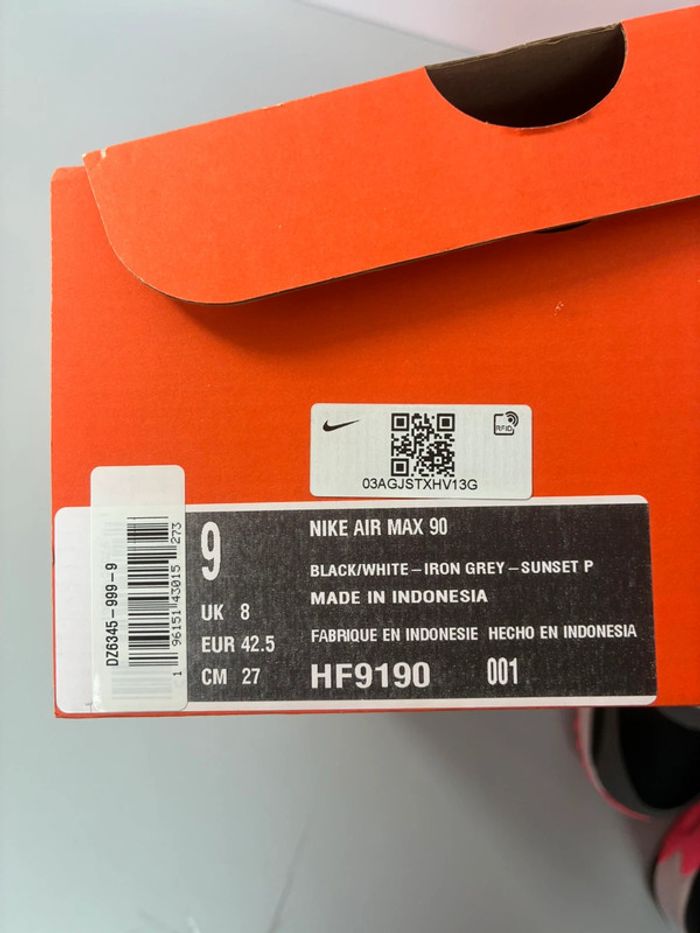 RFID
03AGJSTXHV13G
DZ6345-999-9
1 96151 43015 273
9
UK 8
EUR 42.5
CM 27
NIKE AIR MAX 90
BLACK/WHITE-IRON GREY-SUNSET P
MADE IN INDONESIA
FABRIQUE EN INDONESIE HECHO EN INDONESIA
HF9190 001